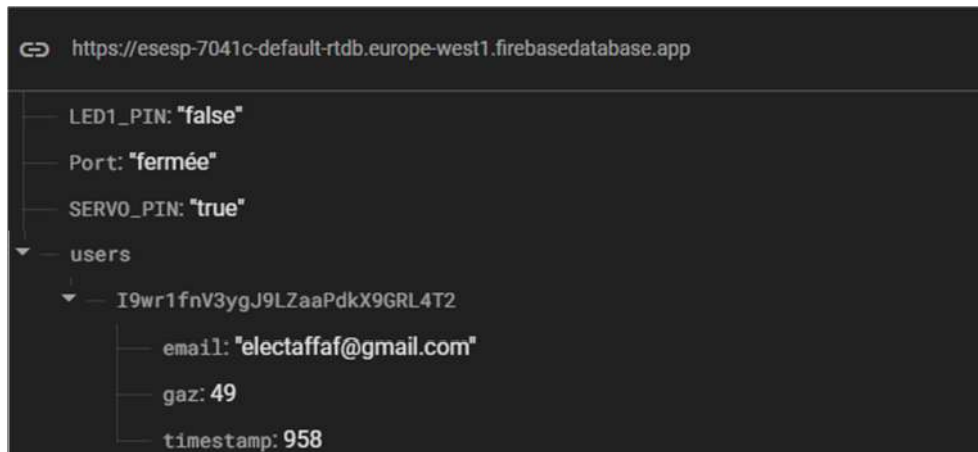 https://esesp-7041c-default-rtdb.europe-west1.firebasedatabase.app
LED1_PIN: "false"
Port: "fermée"
SERVO_PIN: "true"
users
I9wr1fnV3ygJ9LZaaPdkX9GRL4T2
email: "electaffaf@gmail.com"
gaz: 49
timestamp: 958